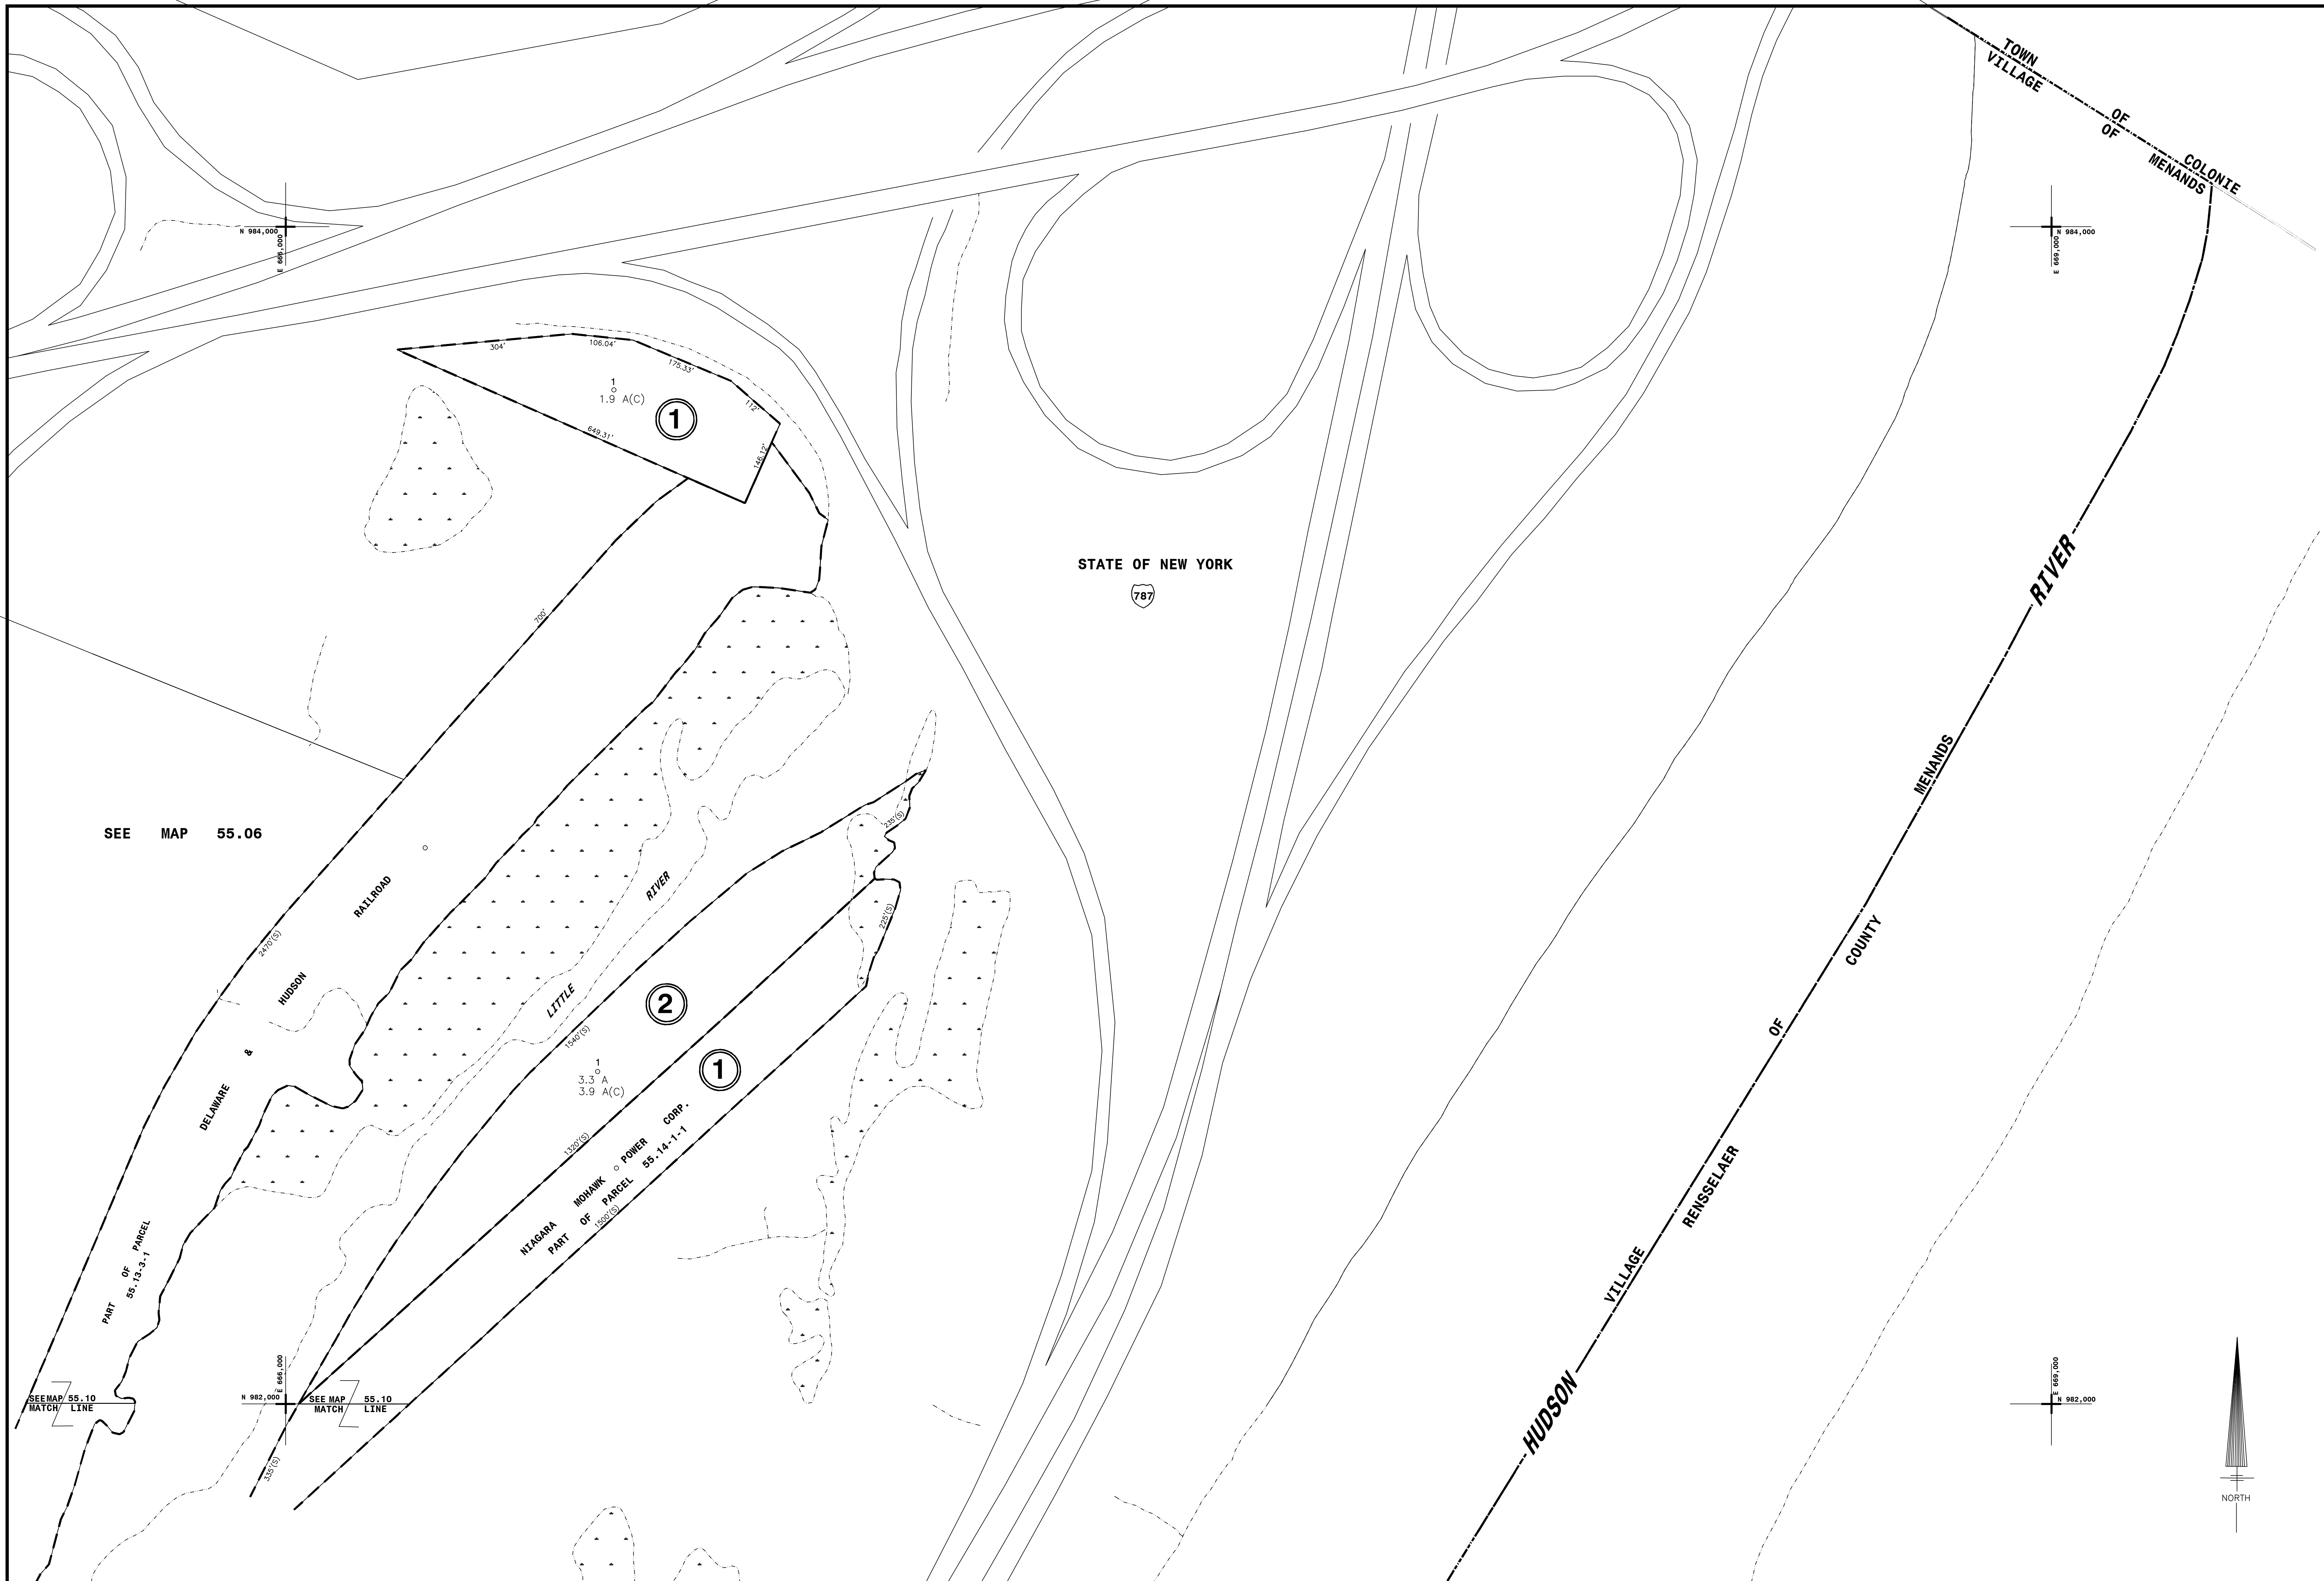 TOWN OF COLONIE
VILLAGE OF MENANDS
N 984,000
E 666,000
N 984,000
E 669,000
304'
106.04'
175.33'
112'
146.12'
649.31'
1
1.9 A(C)
1
700'
STATE OF NEW YORK
787
RIVER
SEE MAP 55.06
MENANDS
235'(S)
225'(S)
RIVER
LITTLE
RAILROAD
HUDSON
&
DELAWARE
2470'(S)
COUNTY
OF
RENSSELAER
VILLAGE
HUDSON
2
1540'(S)
1
3.3 A
3.9 A(C)
1
1320'(S)
NIAGARA MOHAWK POWER CORP.
PART OF PARCEL 55.14-1-1
1500'(S)
PART OF PARCEL
55.13-3.1
SEE MAP 55.10
MATCH LINE
N 982,000
E 666,000
SEE MAP 55.10
MATCH LINE
335'(S)
E 669,000
N 982,000
NORTH